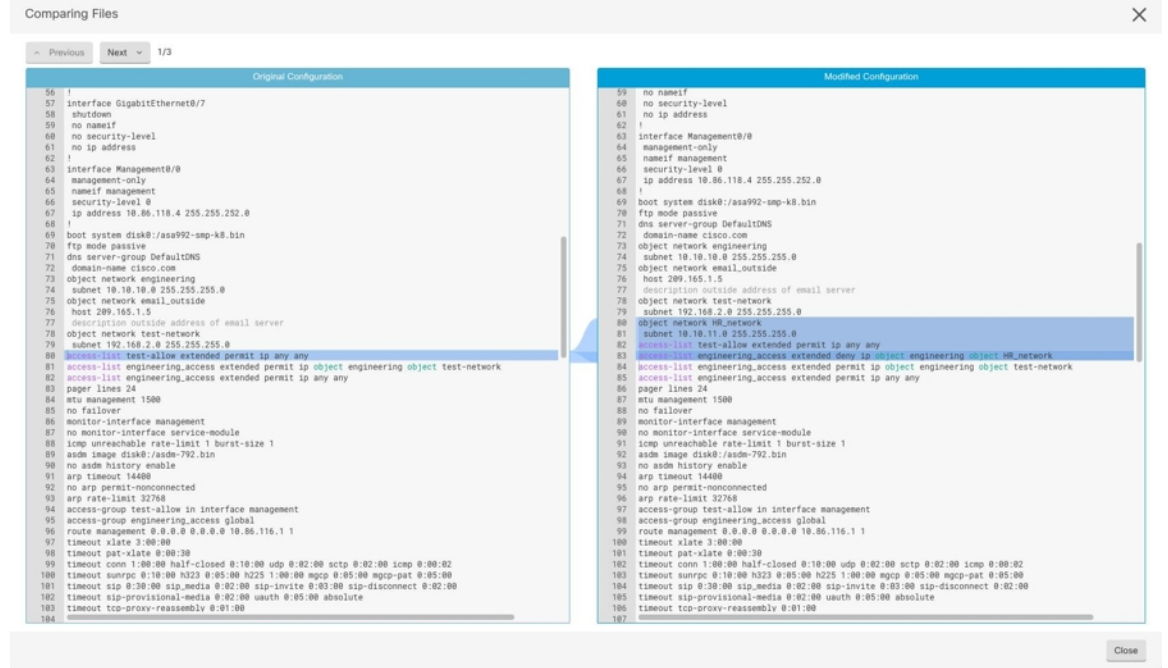 Comparing Files
Previous Next 1/3
Original Configuration
56 !
57 interface GigabitEthernet0/7
58 shutdown
59 no nameif
60 no security-level
61 no ip address
62 !
63 interface Management0/0
64 management-only
65 nameif management
66 security-level 0
67 ip address 10.86.118.4 255.255.252.0
68 !
69 boot system disk0:/asa992-smp-k8.bin
70 ftp mode passive
71 dns server-group DefaultDNS
72 domain-name cisco.com
73 object network engineering
74 subnet 10.10.10.0 255.255.255.0
75 object network email_outside
76 host 209.165.1.5
77 description outside address of email server
78 object network test-network
79 subnet 192.168.2.0 255.255.255.0
80 access-list test-allow extended permit ip any any
81 access-list engineering_access extended permit ip object engineering object test-network
82 access-list engineering_access extended permit ip any any
83 pager lines 24
84 mtu management 1500
85 no failover
86 monitor-interface management
87 no monitor-interface service-module
88 icmp unreachable rate-limit 1 burst-size 1
89 asdm image disk0:/asdm-792.bin
90 no asdm history enable
91 arp timeout 14400
92 no arp permit-nonconnected
93 arp rate-limit 32768
94 access-group test-allow in interface management
95 access-group engineering_access global
96 route management 0.0.0.0 0.0.0.0 10.86.116.1 1
97 timeout xlate 3:00:00
98 timeout pat-xlate 0:00:30
99 timeout conn 1:00:00 half-closed 0:10:00 udp 0:02:00 sctp 0:02:00 icmp 0:00:02
100 timeout sunrpc 0:10:00 h323 0:05:00 h225 1:00:00 mgcp 0:05:00 mgcp-pat 0:05:00
101 timeout sip 0:30:00 sip_media 0:02:00 sip-invite 0:03:00 sip-disconnect 0:02:00
102 timeout sip-provisional-media 0:02:00 uauth 0:05:00 absolute
103 timeout tcp-proxy-reassembly 0:01:00
104
Modified Configuration
59 no nameif
60 no security-level
61 no ip address
62 !
63 interface Management0/0
64 management-only
65 nameif management
66 security-level 0
67 ip address 10.86.118.4 255.255.252.0
68 !
69 boot system disk0:/asa992-smp-k8.bin
70 ftp mode passive
71 dns server-group DefaultDNS
72 domain-name cisco.com
73 object network engineering
74 subnet 10.10.10.0 255.255.255.0
75 object network email_outside
76 host 209.165.1.5
77 description outside address of email server
78 object network test-network
79 subnet 192.168.2.0 255.255.255.0
80 object network HR_network
81 subnet 10.10.11.0 255.255.255.0
82 access-list test-allow extended permit ip any any
83 access-list engineering_access extended deny ip object engineering object HR_network
84 access-list engineering_access extended permit ip object engineering object test-network
85 access-list engineering_access extended permit ip any any
86 pager lines 24
87 mtu management 1500
88 no failover
89 monitor-interface management
90 no monitor-interface service-module
91 icmp unreachable rate-limit 1 burst-size 1
92 asdm image disk0:/asdm-792.bin
93 no asdm history enable
94 arp timeout 14400
95 no arp permit-nonconnected
96 arp rate-limit 32768
97 access-group test-allow in interface management
98 access-group engineering_access global
99 route management 0.0.0.0 0.0.0.0 10.86.116.1 1
100 timeout xlate 3:00:00
101 timeout pat-xlate 0:00:30
102 timeout conn 1:00:00 half-closed 0:10:00 udp 0:02:00 sctp 0:02:00 icmp 0:00:02
103 timeout sunrpc 0:10:00 h323 0:05:00 h225 1:00:00 mgcp 0:05:00 mgcp-pat 0:05:00
104 timeout sip 0:30:00 sip_media 0:02:00 sip-invite 0:03:00 sip-disconnect 0:02:00
105 timeout sip-provisional-media 0:02:00 uauth 0:05:00 absolute
106 timeout tcp-proxy-reassembly 0:01:00
107
Close